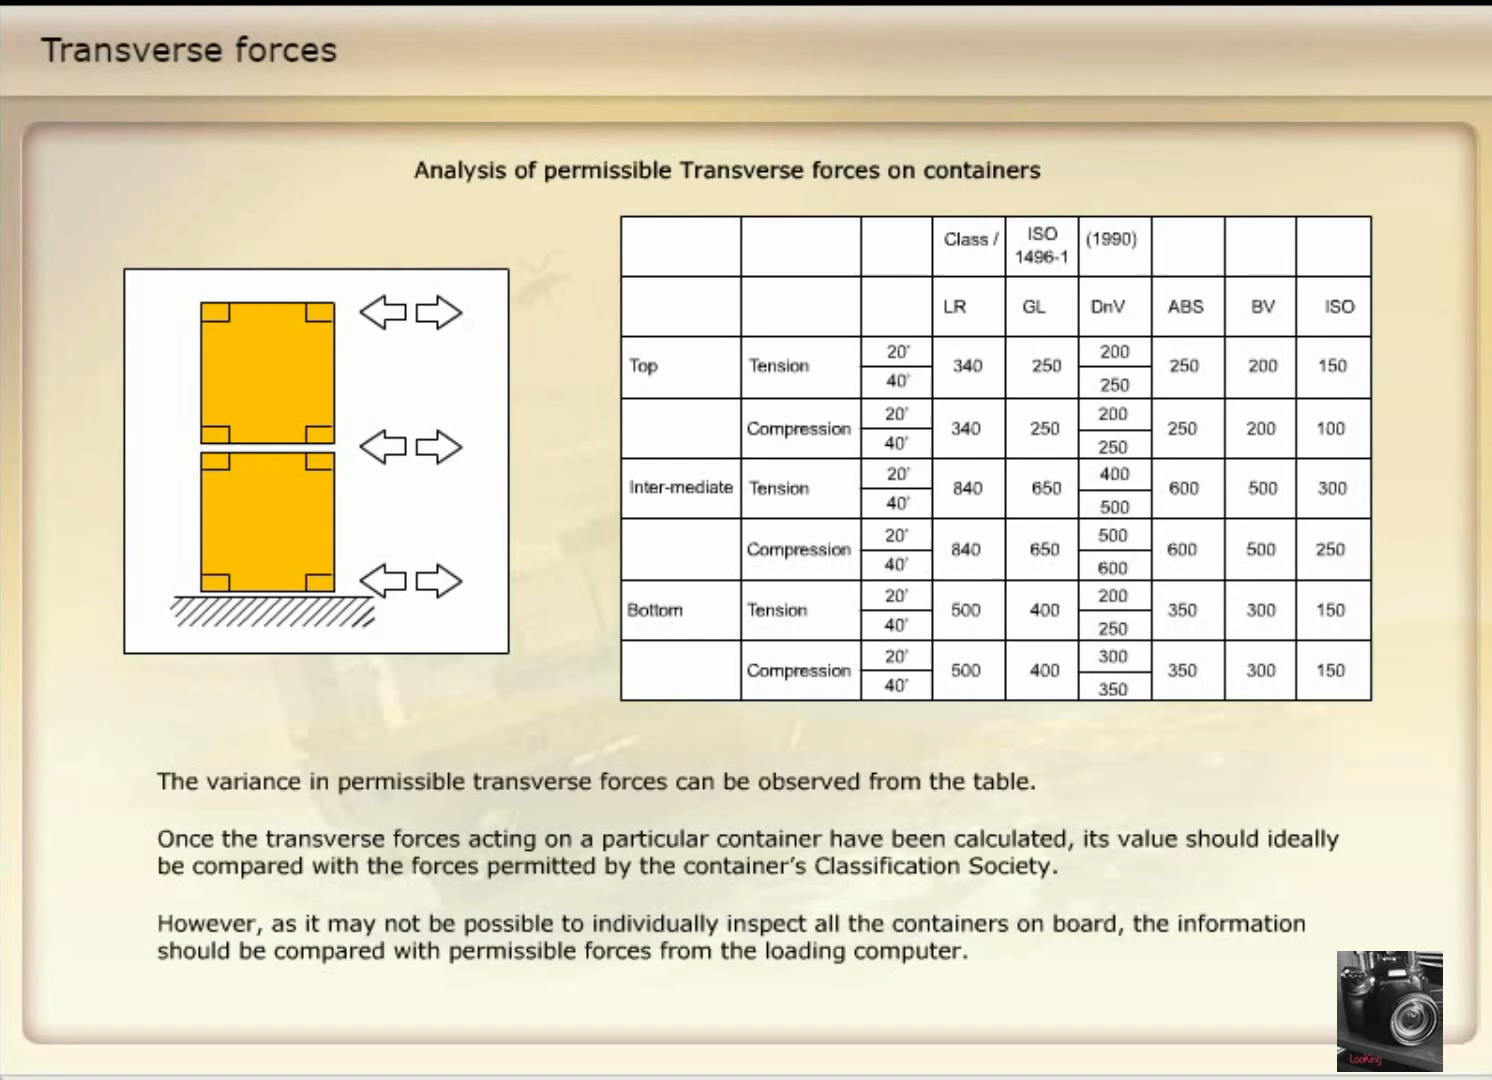 Transverse forces
Analysis of permissible Transverse forces on containers
Class / ISO 1496-1 (1990)
LR GL DnV ABS BV ISO
Top Tension 20' 40' 340 250 200 250 250 200 150
Compression 20' 40' 340 250 200 250 250 200 100
Inter-mediate Tension 20' 40' 840 650 400 500 600 500 300
Compression 20' 40' 840 650 500 600 600 500 250
Bottom Tension 20' 40' 500 400 200 250 350 300 150
Compression 20' 40' 500 400 300 350 350 300 150
The variance in permissible transverse forces can be observed from the table.
Once the transverse forces acting on a particular container have been calculated, its value should ideally
be compared with the forces permitted by the container's Classification Society.
However, as it may not be possible to individually inspect all the containers on board, the information
should be compared with permissible forces from the loading computer.
LooKing